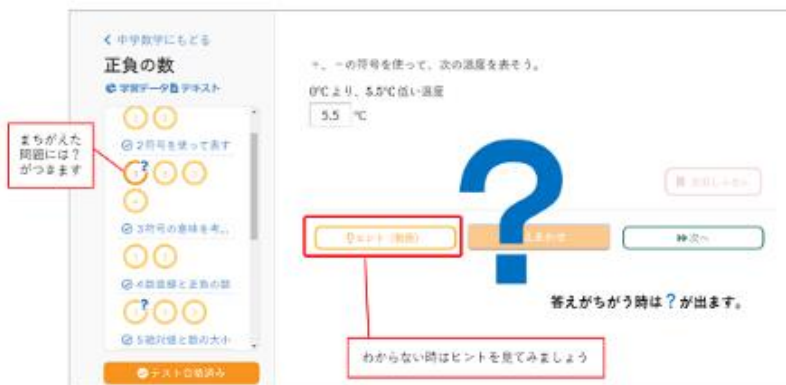 中学数学にもどる
正負の数
学習データ テキスト
2符号を使って表す
3符号の意味を考...
4数直線と正負の数
5絶対値と数の大小
テスト合格済み
まちがえた
問題には?
がつきます
+、-の符号を使って、次の温度を表そう。
0℃より、5.5℃低い温度
5.5 ℃
?
ヒント(動画)
次へ
答えがちがう時は?が出ます。
わからない時はヒントを見てみましょう